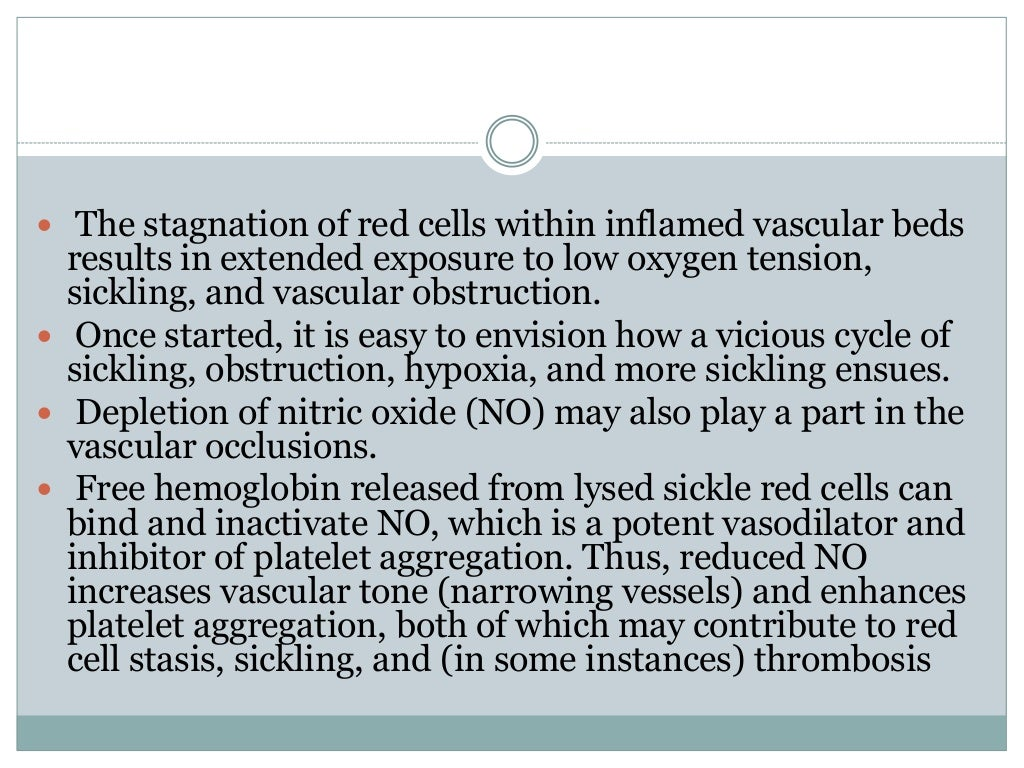 • The stagnation of red cells within inflamed vascular beds
results in extended exposure to low oxygen tension,
sickling, and vascular obstruction.
• Once started, it is easy to envision how a vicious cycle of
sickling, obstruction, hypoxia, and more sickling ensues.
• Depletion of nitric oxide (NO) may also play a part in the
vascular occlusions.
• Free hemoglobin released from lysed sickle red cells can
bind and inactivate NO, which is a potent vasodilator and
inhibitor of platelet aggregation. Thus, reduced NO
increases vascular tone (narrowing vessels) and enhances
platelet aggregation, both of which may contribute to red
cell stasis, sickling, and (in some instances) thrombosis